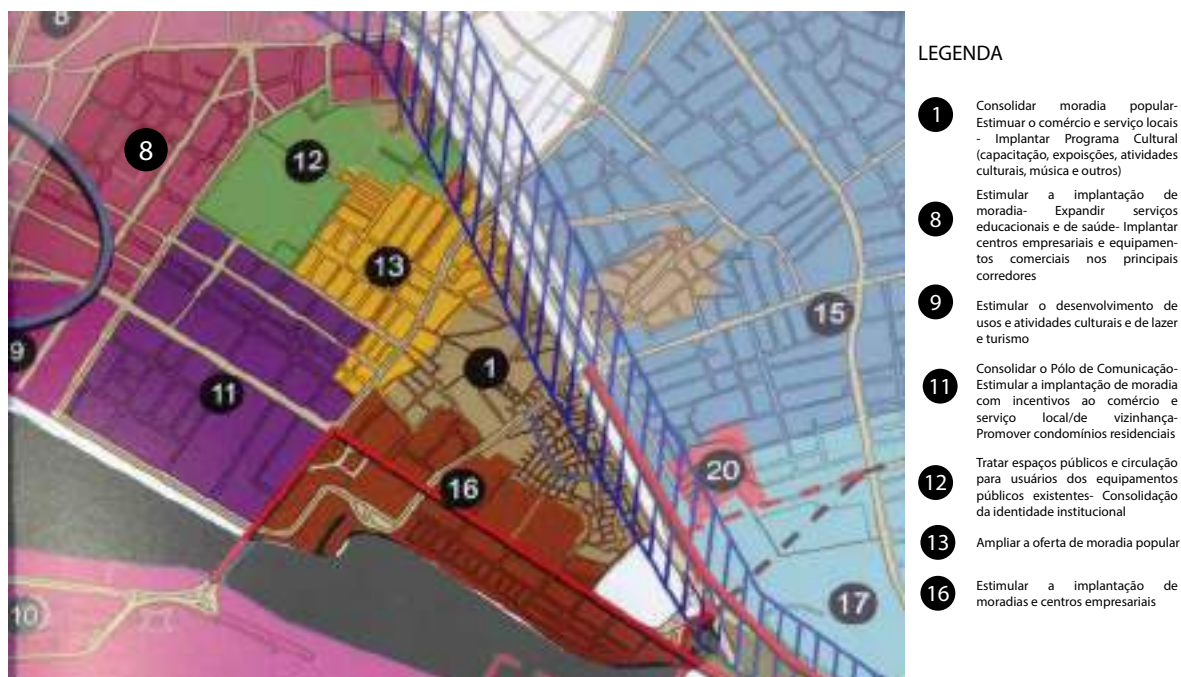 8
8
12
13
15
1
9
11
20
16
17
10
LEGENDA
1
Consolidar moradia popular-
Estimuar o comércio e serviço locais
- Implantar Programa Cultural
(capacitação, expoisções, atividades
culturais, música e outros)
8
Estimular a implantação de
moradia- Expandir serviços
educacionais e de saúde- Implantar
centros empresariais e equipamen-
tos comerciais nos principais
corredores
9
Estimular o desenvolvimento de
usos e atividades culturais e de lazer
e turismo
11
Consolidar o Pólo de Comunicação-
Estimular a implantação de moradia
com incentivos ao comércio e
serviço local/de vizinhança-
Promover condomínios residenciais
12
Tratar espaços públicos e circulação
para usuários dos equipamentos
públicos existentes- Consolidação
da identidade institucional
13
Ampliar a oferta de moradia popular
16
Estimular a implantação de
moradias e centros empresariais